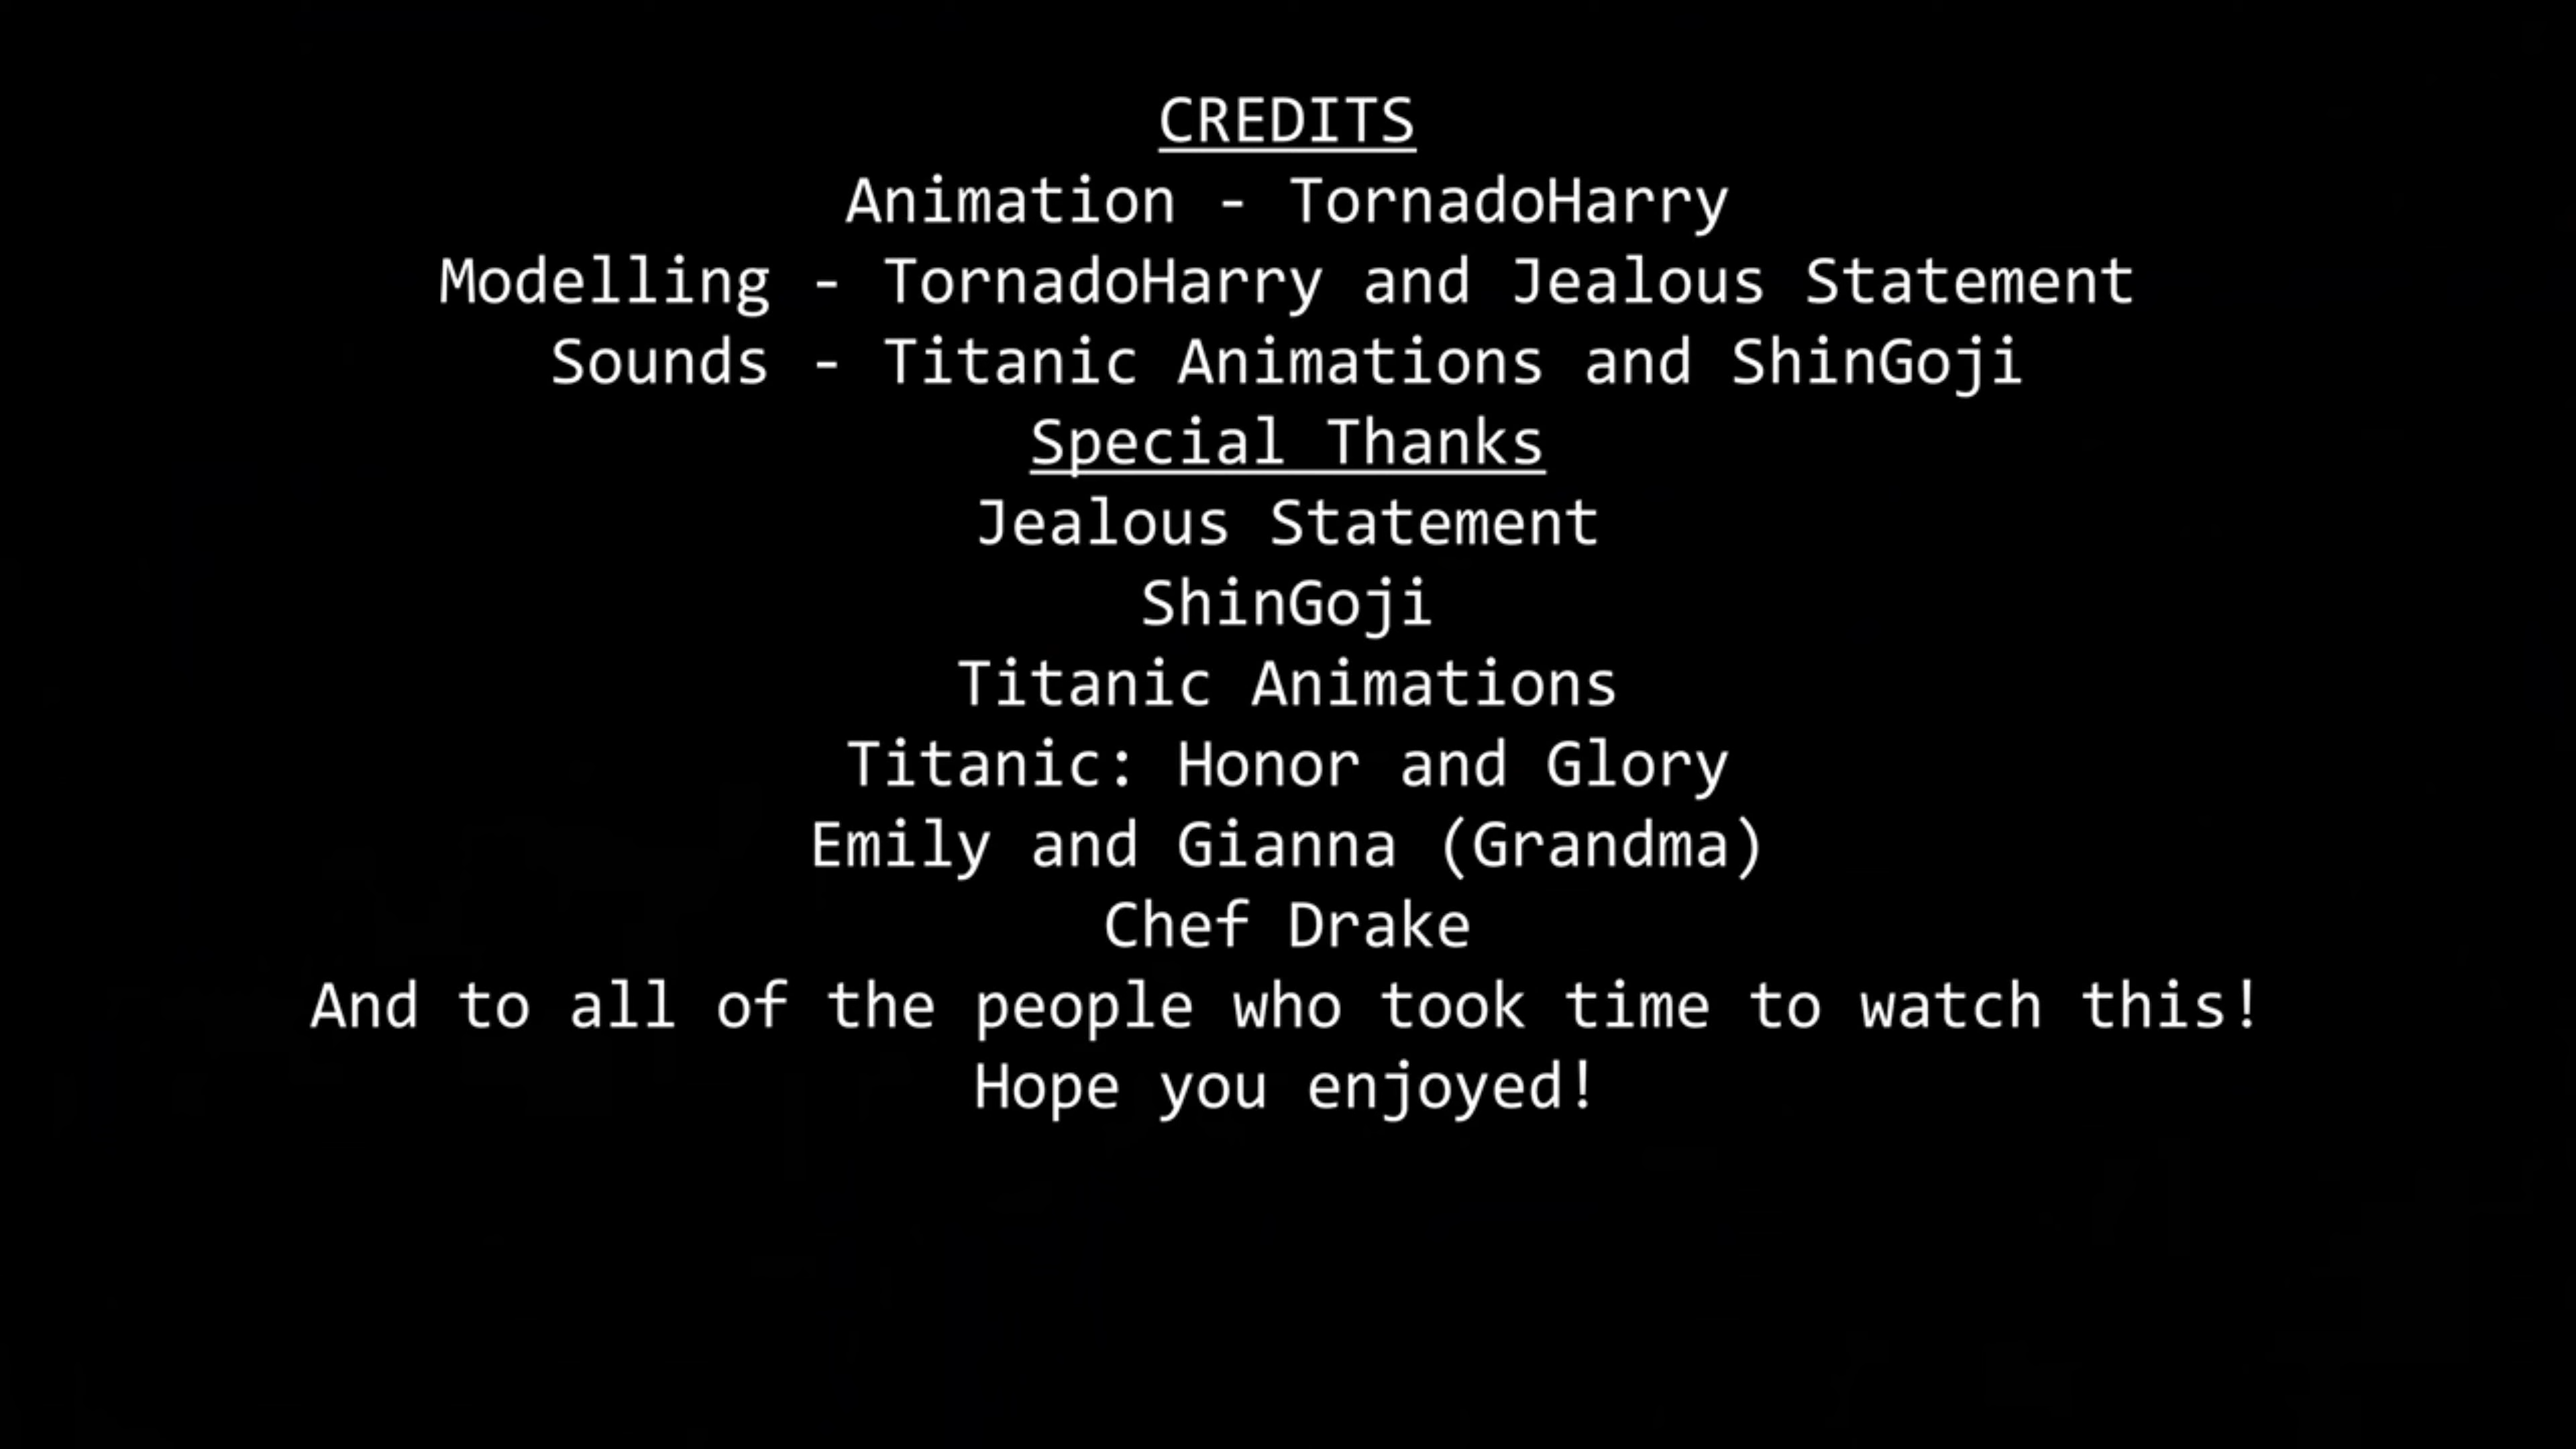 CREDITS
Animation - TornadoHarry
Modelling - TornadoHarry and Jealous Statement
Sounds - Titanic Animations and ShinGoji
Special Thanks
Jealous Statement
ShinGoji
Titanic Animations
Titanic: Honor and Glory
Emily and Gianna (Grandma)
Chef Drake
And to all of the people who took time to watch this!
Hope you enjoyed!